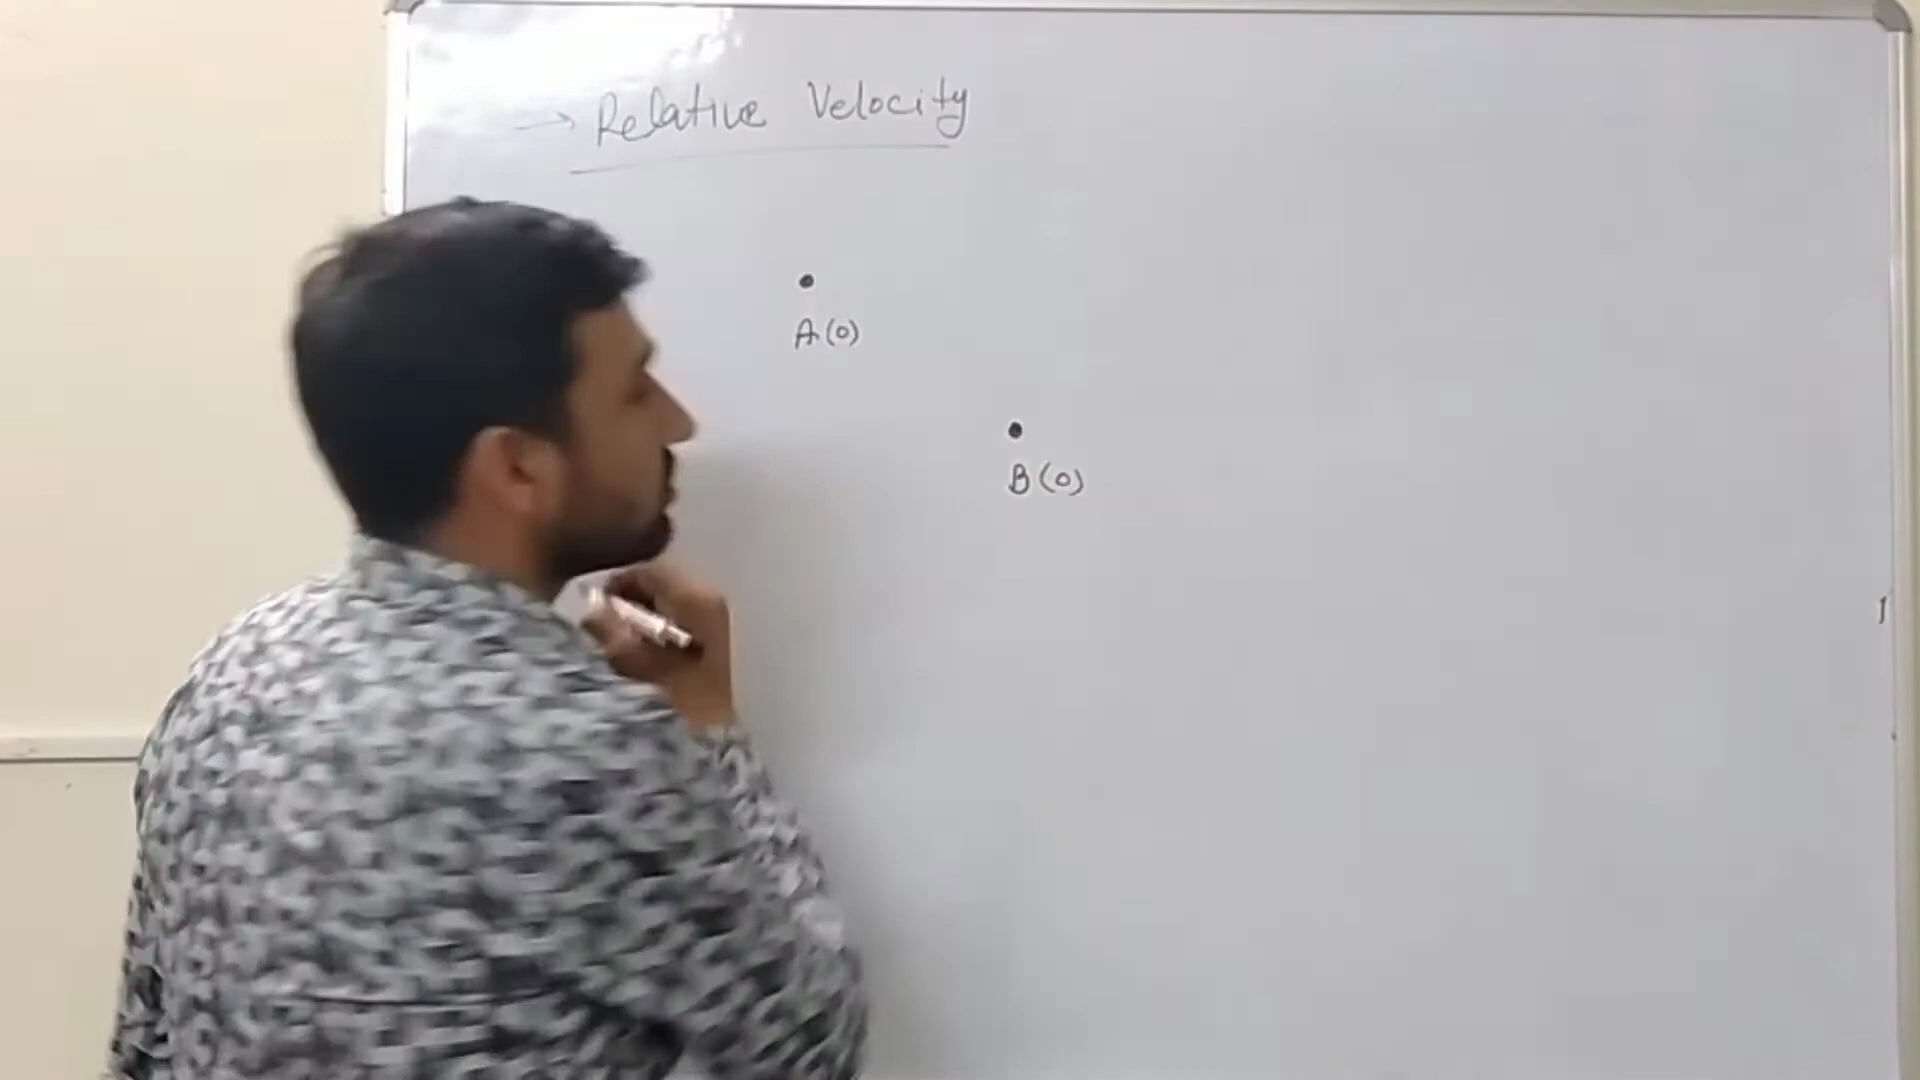 → Relative Velocity
A (0)
B (0)